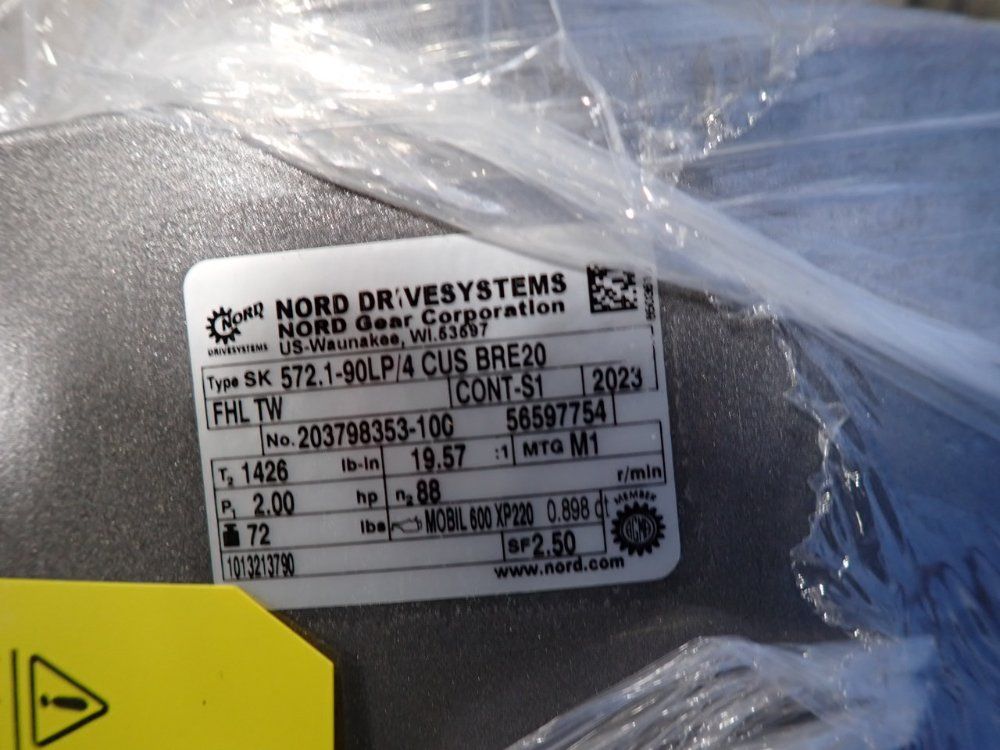 NORD
DRIVESYSTEMS
NORD DRIVESYSTEMS
NORD Gear Corporation
US-Waunakee, WI.53597
Type SK 572.1-90LP/4 CUS BRE20
FHL TW CONT-S1 2023
No. 203798353-100 56597754
T2 1426 lb-in 19.57 :1 MTG M1
P1 2.00 hp n2 88 r/min
72 lbs MOBIL 600 XP220 0.898 qt
SF 2.50
MEMBER
AGMA
1013213790
www.nord.com